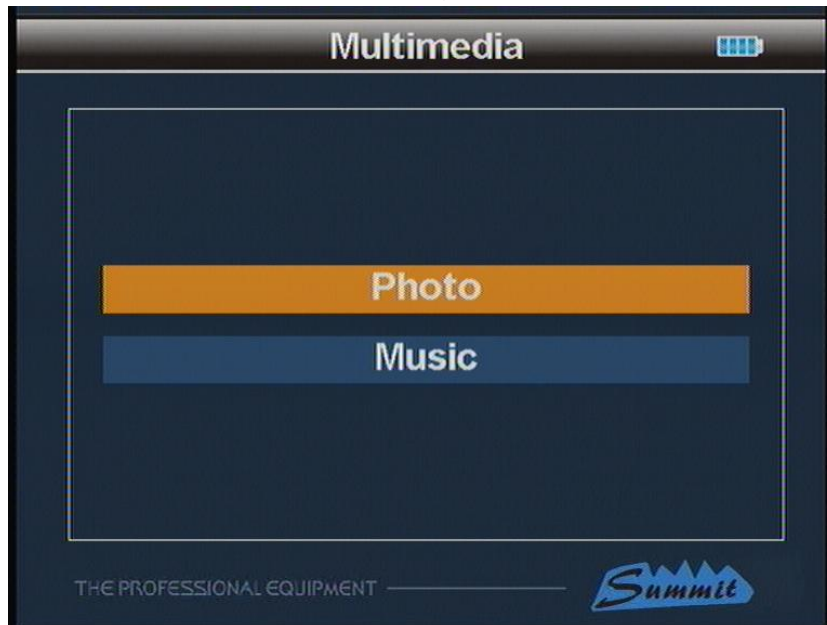 Multimedia
Photo
Music
THE PROFESSIONAL EQUIPMENT
Summit